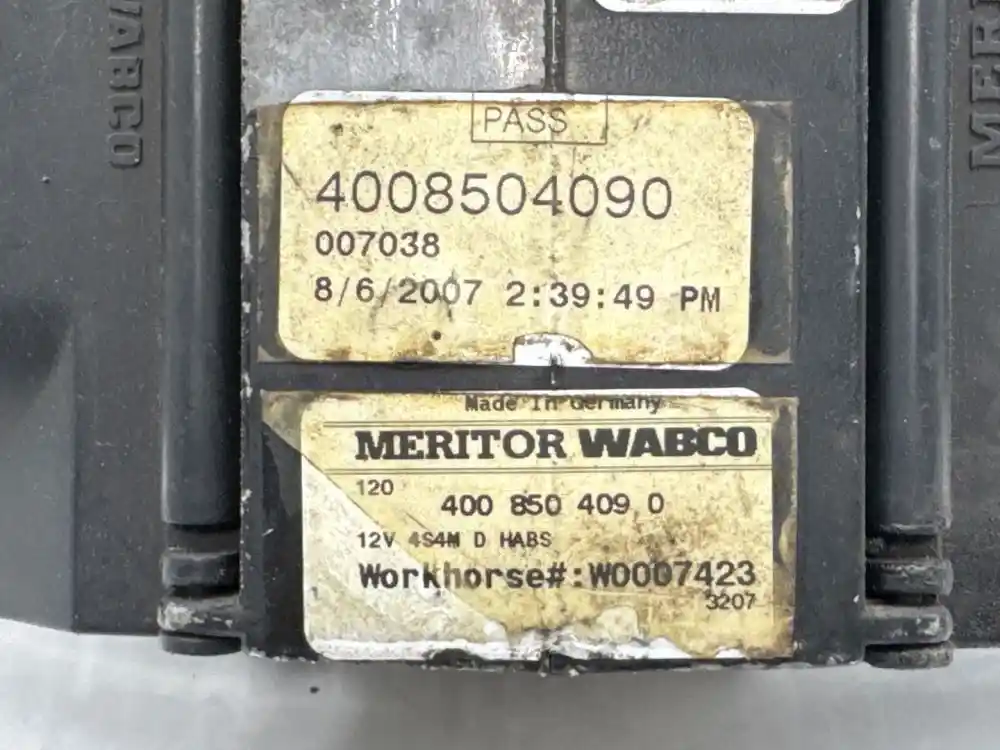 WABCO
MERI
PASS
4008504090
007038
8/6/2007 2:39:49 PM
Made In Germany
MERITOR WABCO
120
400 850 409 0
12V 4S4M D HABS
Workhorse#:W0007423
3207